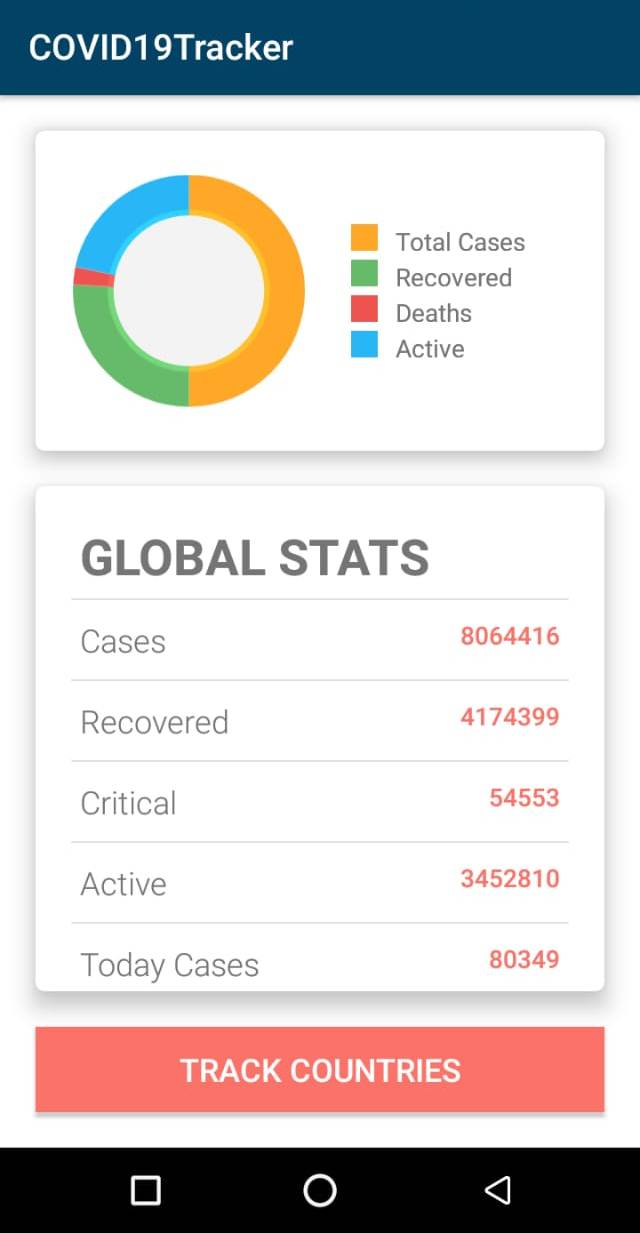 COVID19Tracker
Total Cases
Recovered
Deaths
Active
GLOBAL STATS
Cases 8064416
Recovered 4174399
Critical 54553
Active 3452810
Today Cases 80349
TRACK COUNTRIES